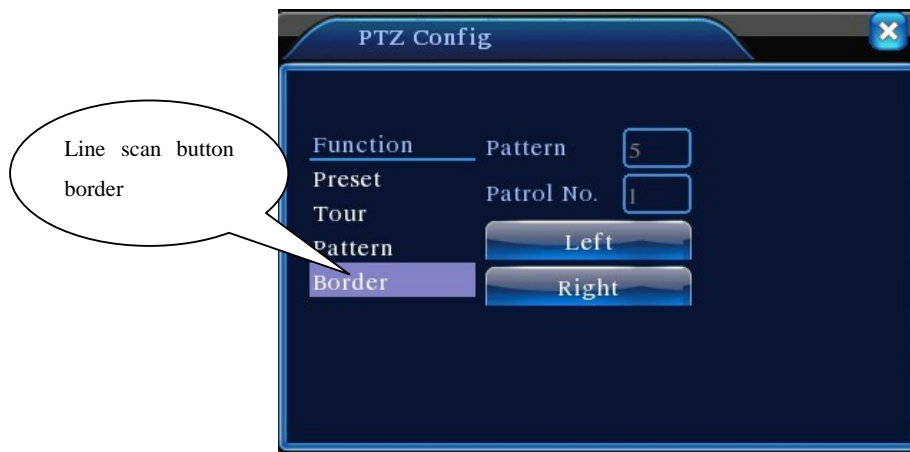 PTZ Config
Line scan button
border
Function
Preset
Tour
Pattern
Border
Pattern 5
Patrol No. 1
Left
Right